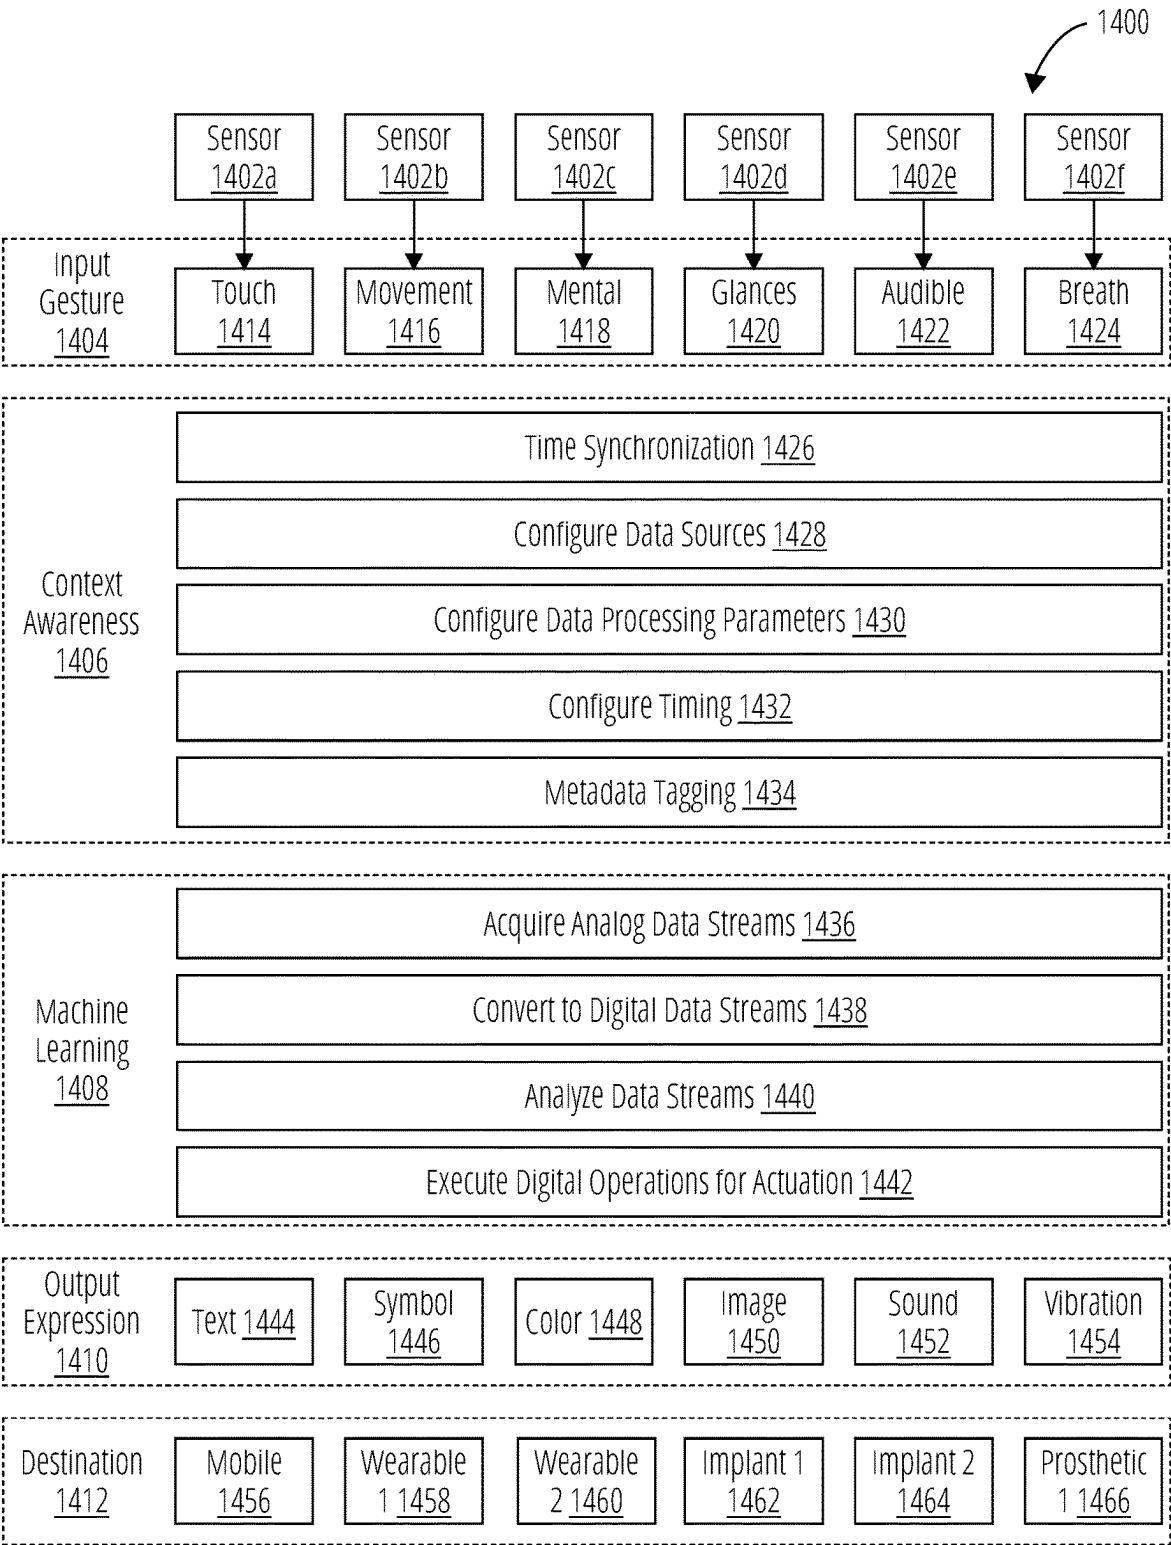 1400
Sensor
1402a
Sensor
1402b
Sensor
1402c
Sensor
1402d
Sensor
1402e
Sensor
1402f
Input
Gesture
1404
Touch
1414
Movement
1416
Mental
1418
Glances
1420
Audible
1422
Breath
1424
Context
Awareness
1406
Time Synchronization 1426
Configure Data Sources 1428
Configure Data Processing Parameters 1430
Configure Timing 1432
Metadata Tagging 1434
Machine
Learning
1408
Acquire Analog Data Streams 1436
Convert to Digital Data Streams 1438
Analyze Data Streams 1440
Execute Digital Operations for Actuation 1442
Output
Expression
1410
Text 1444
Symbol
1446
Color 1448
Image
1450
Sound
1452
Vibration
1454
Destination
1412
Mobile
1456
Wearable
1 1458
Wearable
2 1460
Implant 1
1462
Implant 2
1464
Prosthetic
1 1466